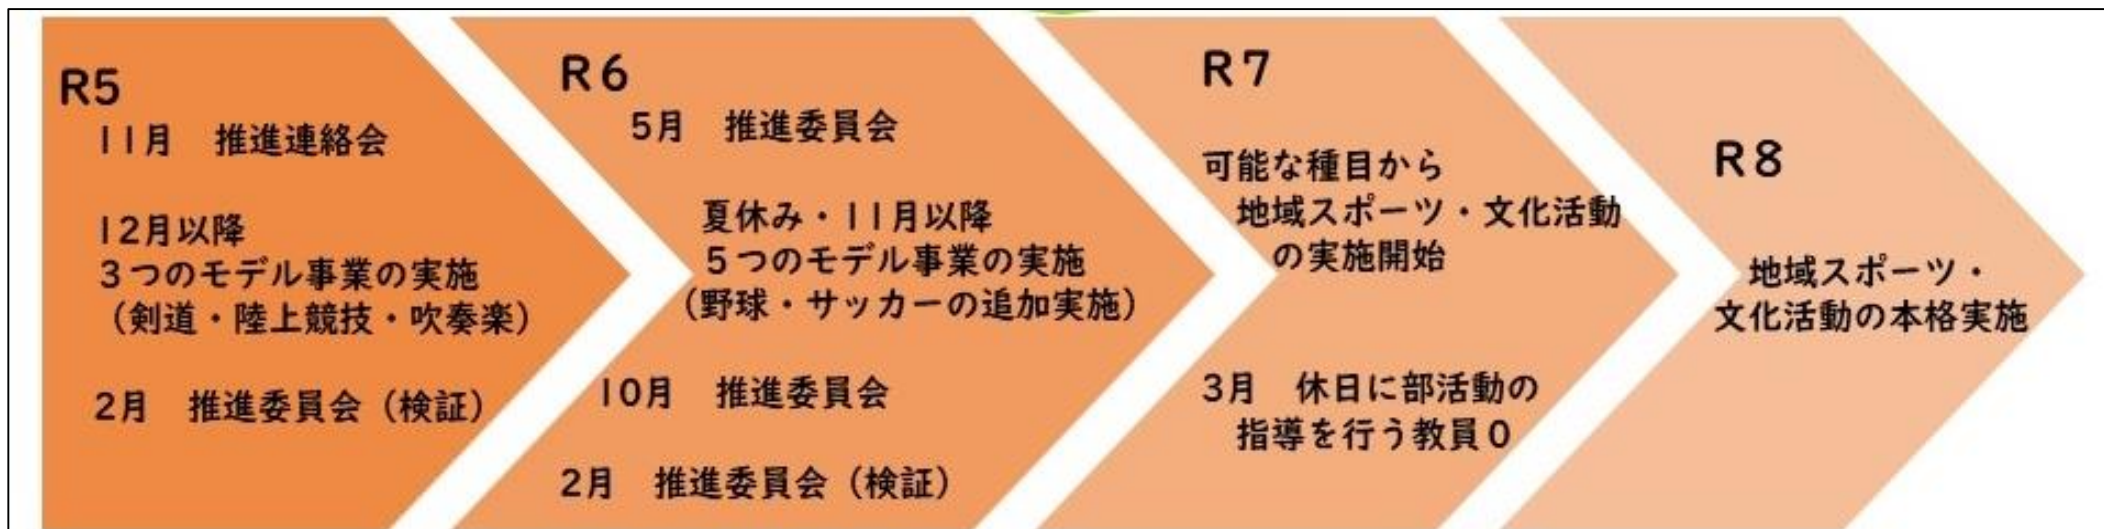 R5
11月　推進連絡会
12月以降
3つのモデル事業の実施
（剣道・陸上競技・吹奏楽）
2月　推進委員会（検証）
R6
5月　推進委員会
夏休み・11月以降
5つのモデル事業の実施
（野球・サッカーの追加実施）
10月　推進委員会
2月　推進委員会（検証）
R7
可能な種目から
地域スポーツ・文化活動
の実施開始
3月　休日に部活動の
指導を行う教員0
R8
地域スポーツ・
文化活動の本格実施